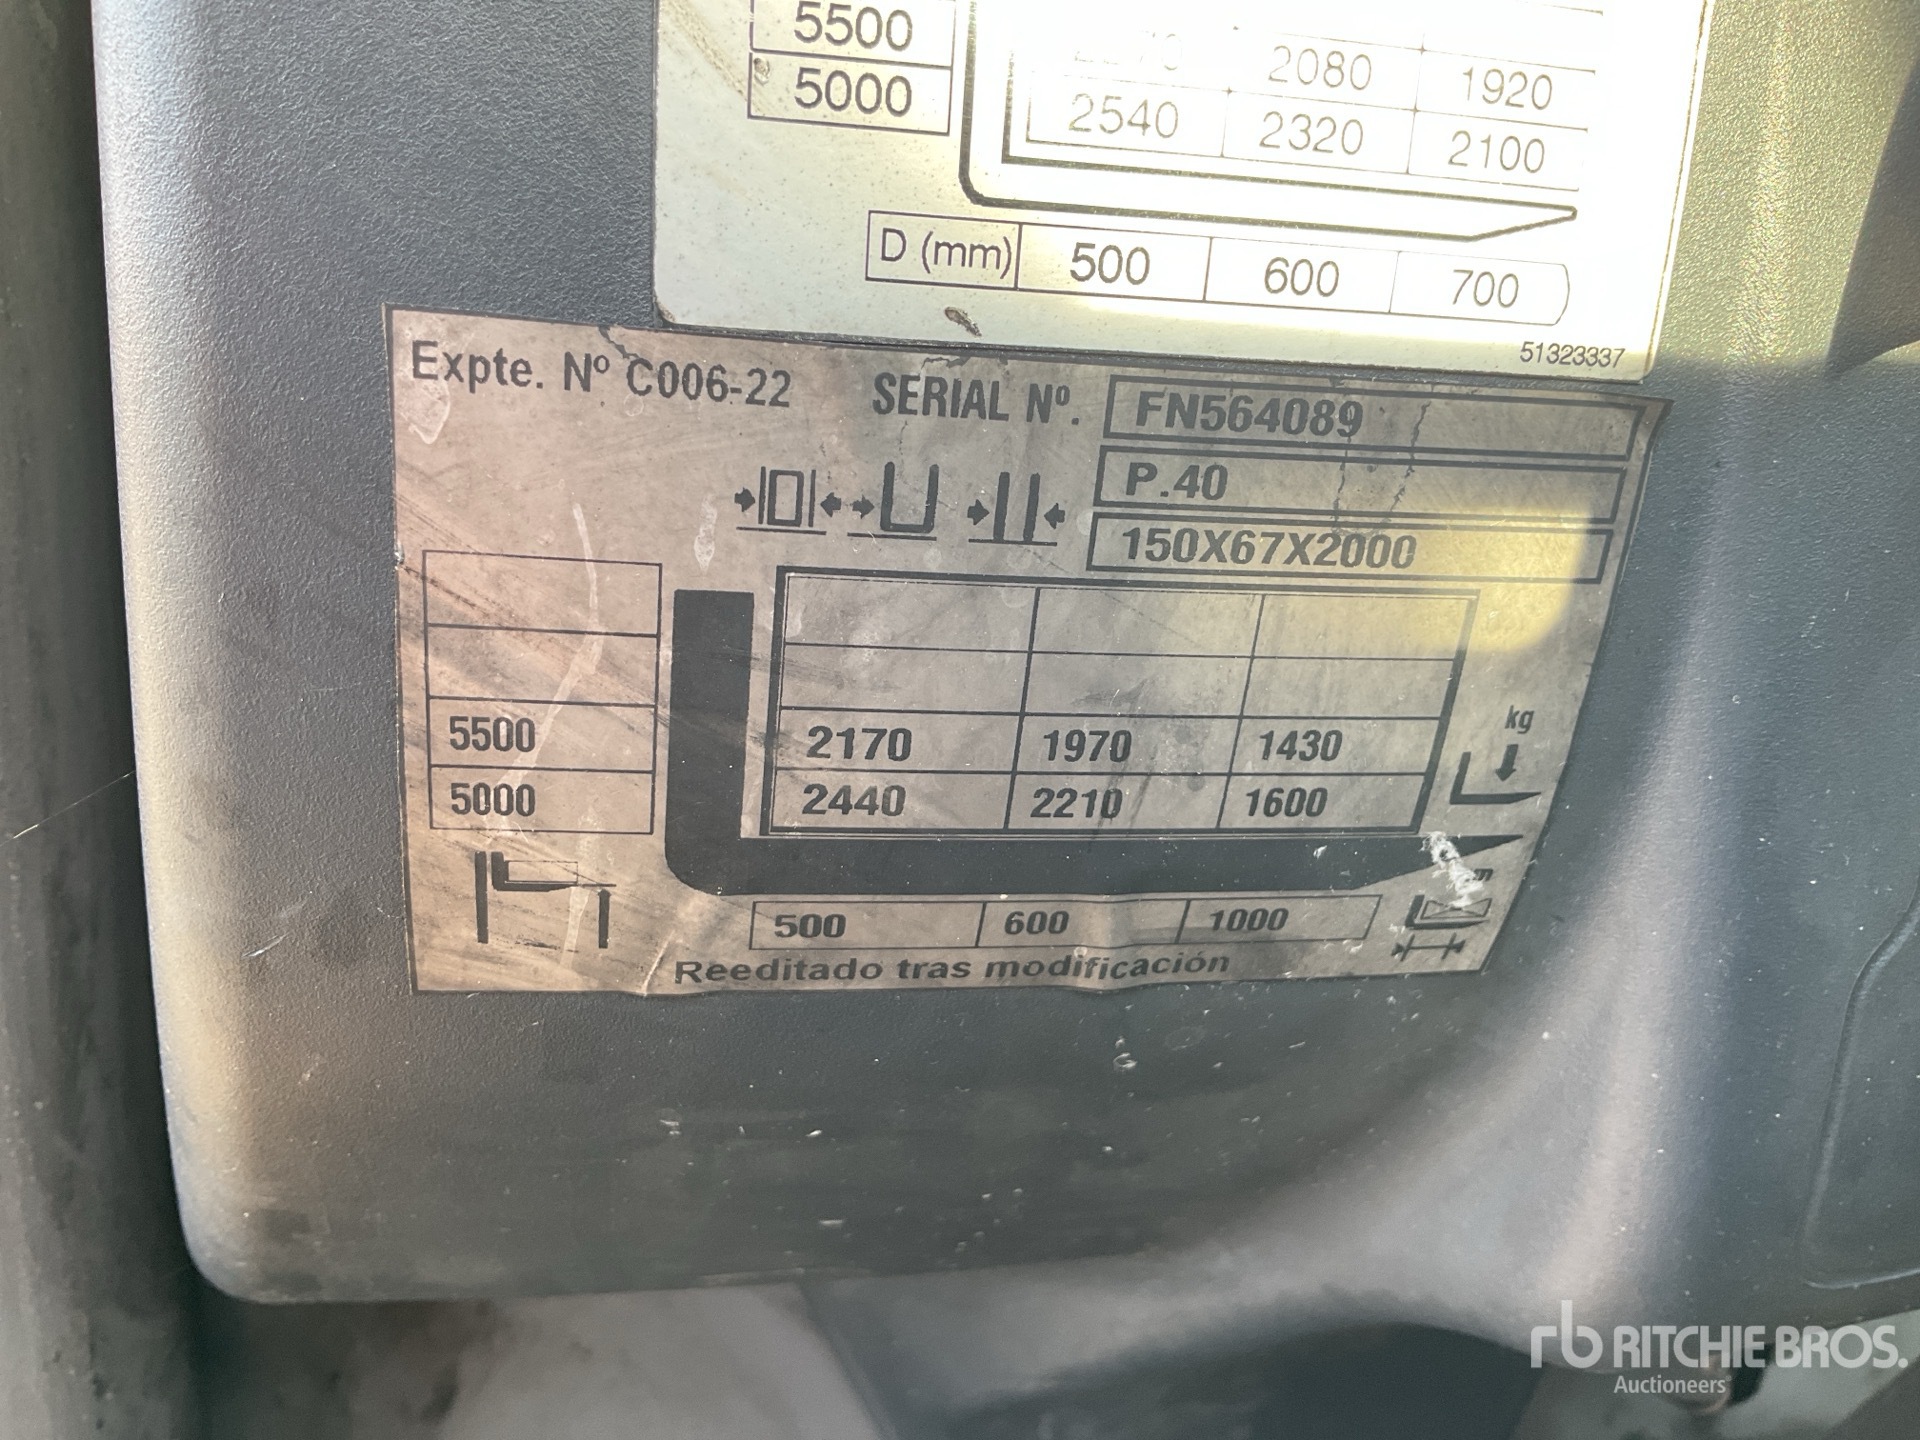 5500 2080 1920
5000 2540 2320 2100
D (mm) 500 600 700
51323337
Expte. Nº C006-22 SERIAL Nº. FN564089
P.40
150X67X2000
kg
5500 2170 1970 1430
5000 2440 2210 1600
500 600 1000
Reeditado tras modificación
rb RITCHIE BROS.
Auctioneers